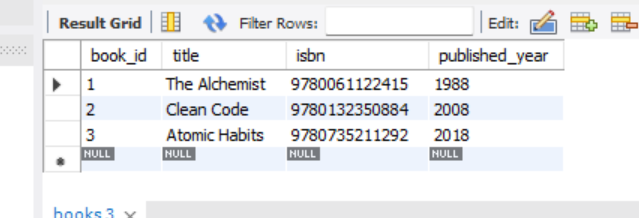 Result Grid Filter Rows: Edit:
book_id title isbn published_year
1 The Alchemist 9780061122415 1988
2 Clean Code 9780132350884 2008
3 Atomic Habits 9780735211292 2018
NULL NULL NULL NULL
books 3